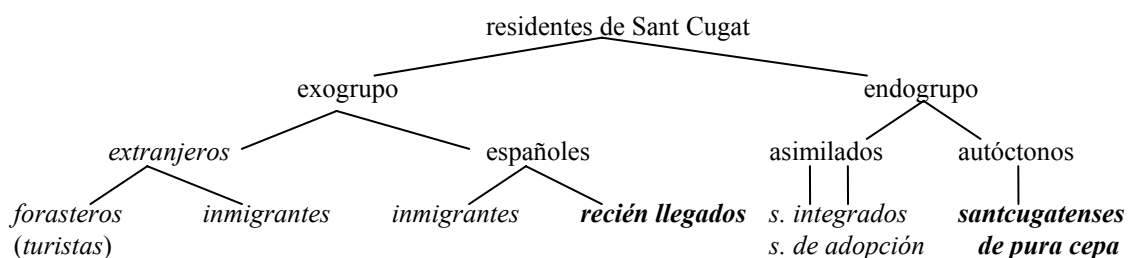 residentes de Sant Cugat
exogrupo endogrupo
extranjeros españoles asimilados autóctonos
forasteros inmigrantes inmigrantes recién llegados s. integrados santcugatenses
(turistas) s. de adopción de pura cepa